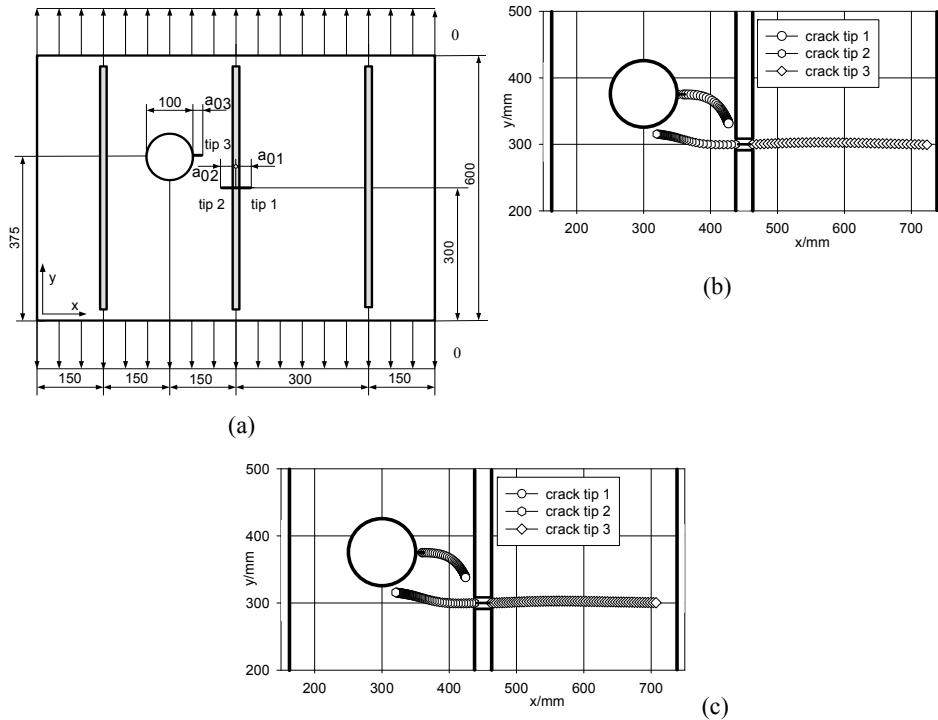 0
100
a03
tip 3
a02
a01
tip 2
tip 1
375
300
600
y
x
0
150
150
150
300
150
(a)
500
400
300
200
y/mm
crack tip 1
crack tip 2
crack tip 3
200
300
400
500
600
700
x/mm
(b)
500
400
300
200
y/mm
crack tip 1
crack tip 2
crack tip 3
200
300
400
500
600
700
x/mm
(c)